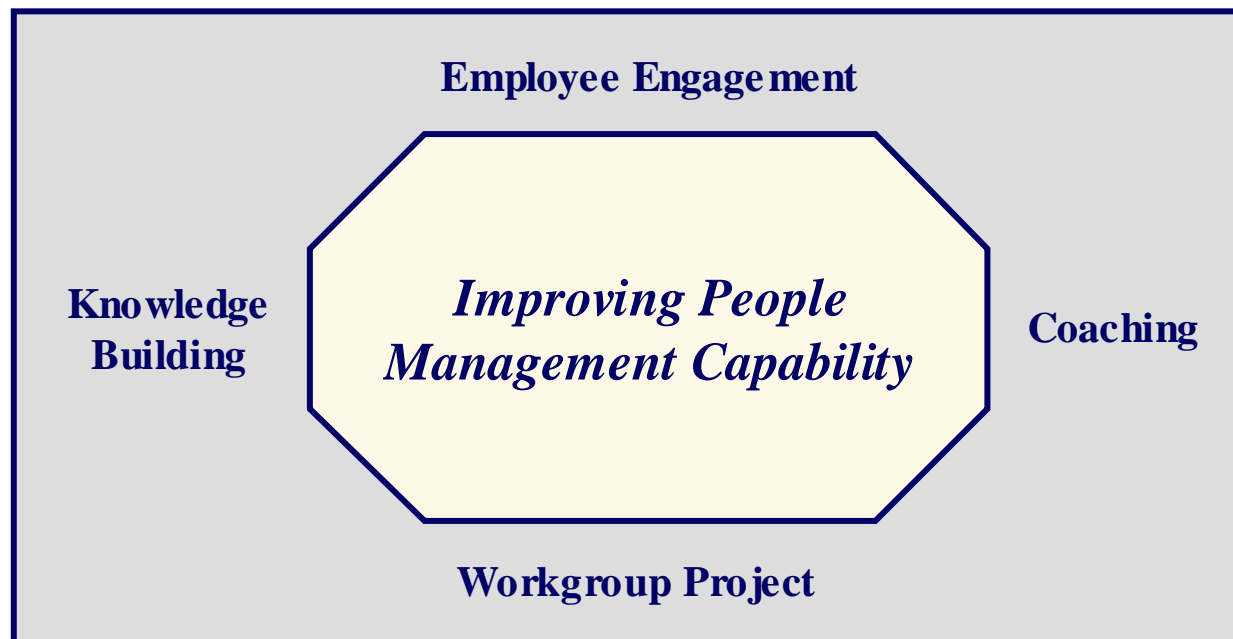 Employee Engagement
Knowledge
Building
Improving People
Management Capability
Coaching
Workgroup Project